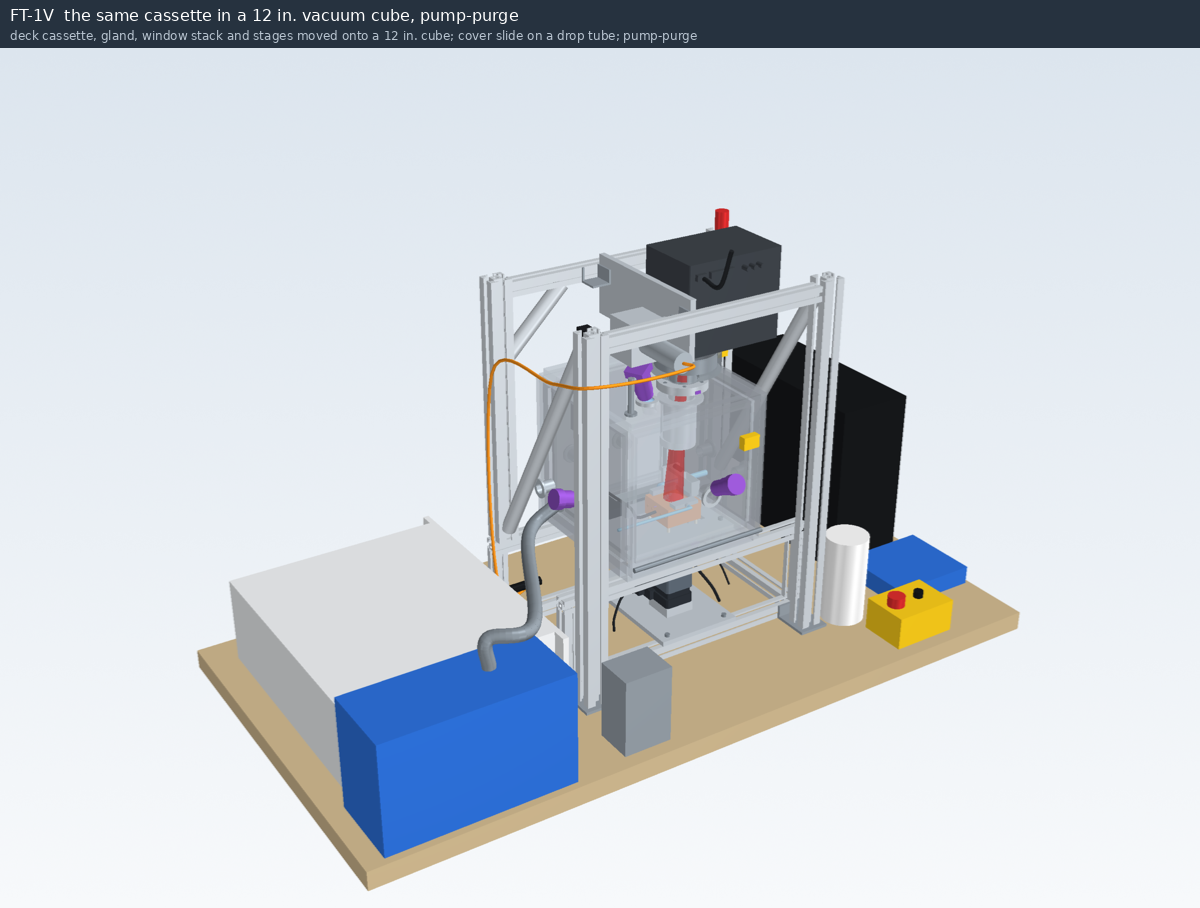 FT-1V  the same cassette in a 12 in. vacuum cube, pump-purge
deck cassette, gland, window stack and stages moved onto a 12 in. cube; cover slide on a drop tube; pump-purge